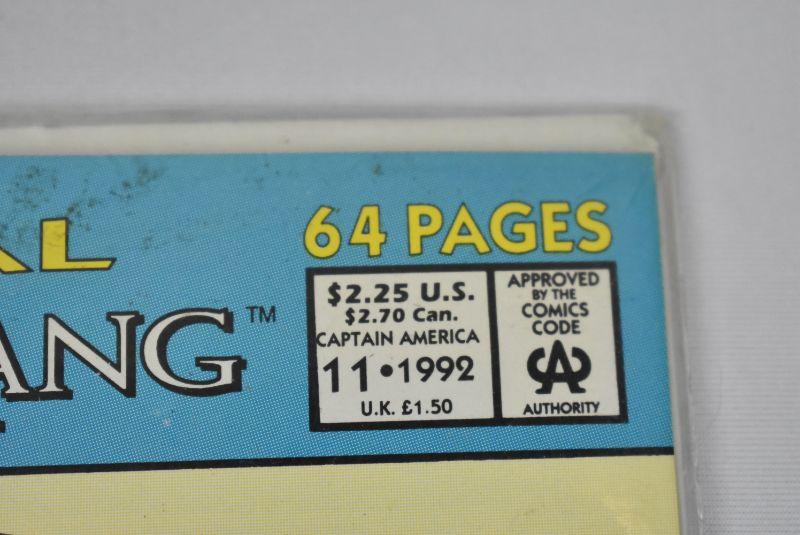 64 PAGES
AL
ANG™
$2.25 U.S.
$2.70 Can.
CAPTAIN AMERICA
11•1992
U.K. £1.50
APPROVED
BY THE
COMICS
CODE
CA
AUTHORITY